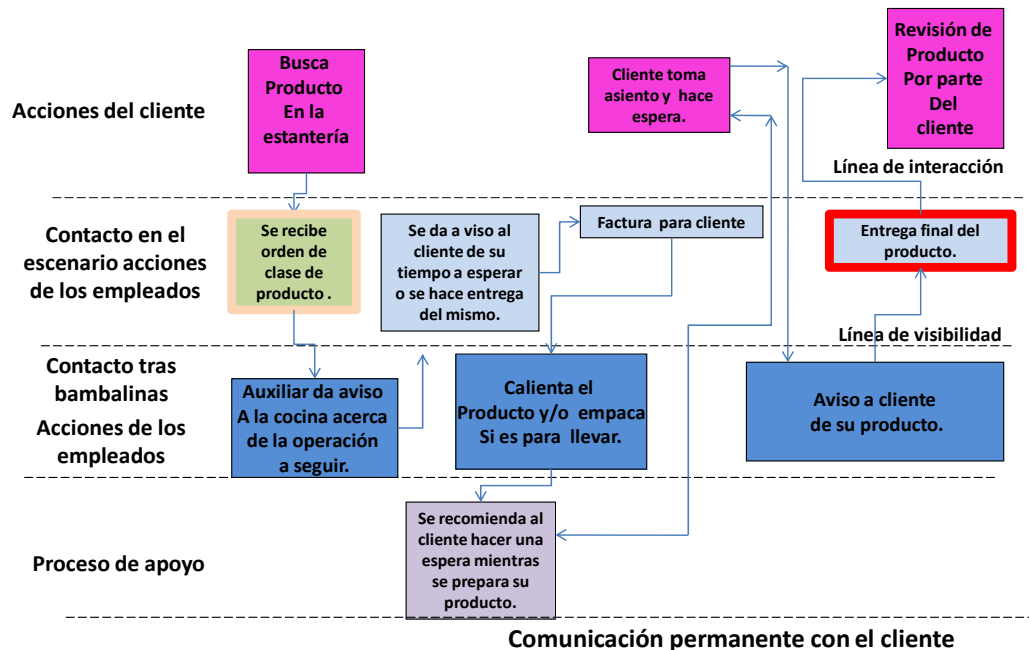 Acciones del cliente
Busca
Producto
En la
estantería
Cliente toma
asiento y hace
espera.
Revisión de
Producto
Por parte
Del
cliente
Línea de interacción
Contacto en el
escenario acciones
de los empleados
Se recibe
orden de
clase de
producto .
Se da a viso al
cliente de su
tiempo a esperar
o se hace entrega
del mismo.
Factura para cliente
Entrega final del
producto.
Línea de visibilidad
Contacto tras
bambalinas
Acciones de los
empleados
Auxiliar da aviso
A la cocina acerca
de la operación
a seguir.
Calienta el
Producto y/o empaca
Si es para llevar.
Aviso a cliente
de su producto.
Proceso de apoyo
Se recomienda al
cliente hacer una
espera mientras
se prepara su
producto.
Comunicación permanente con el cliente